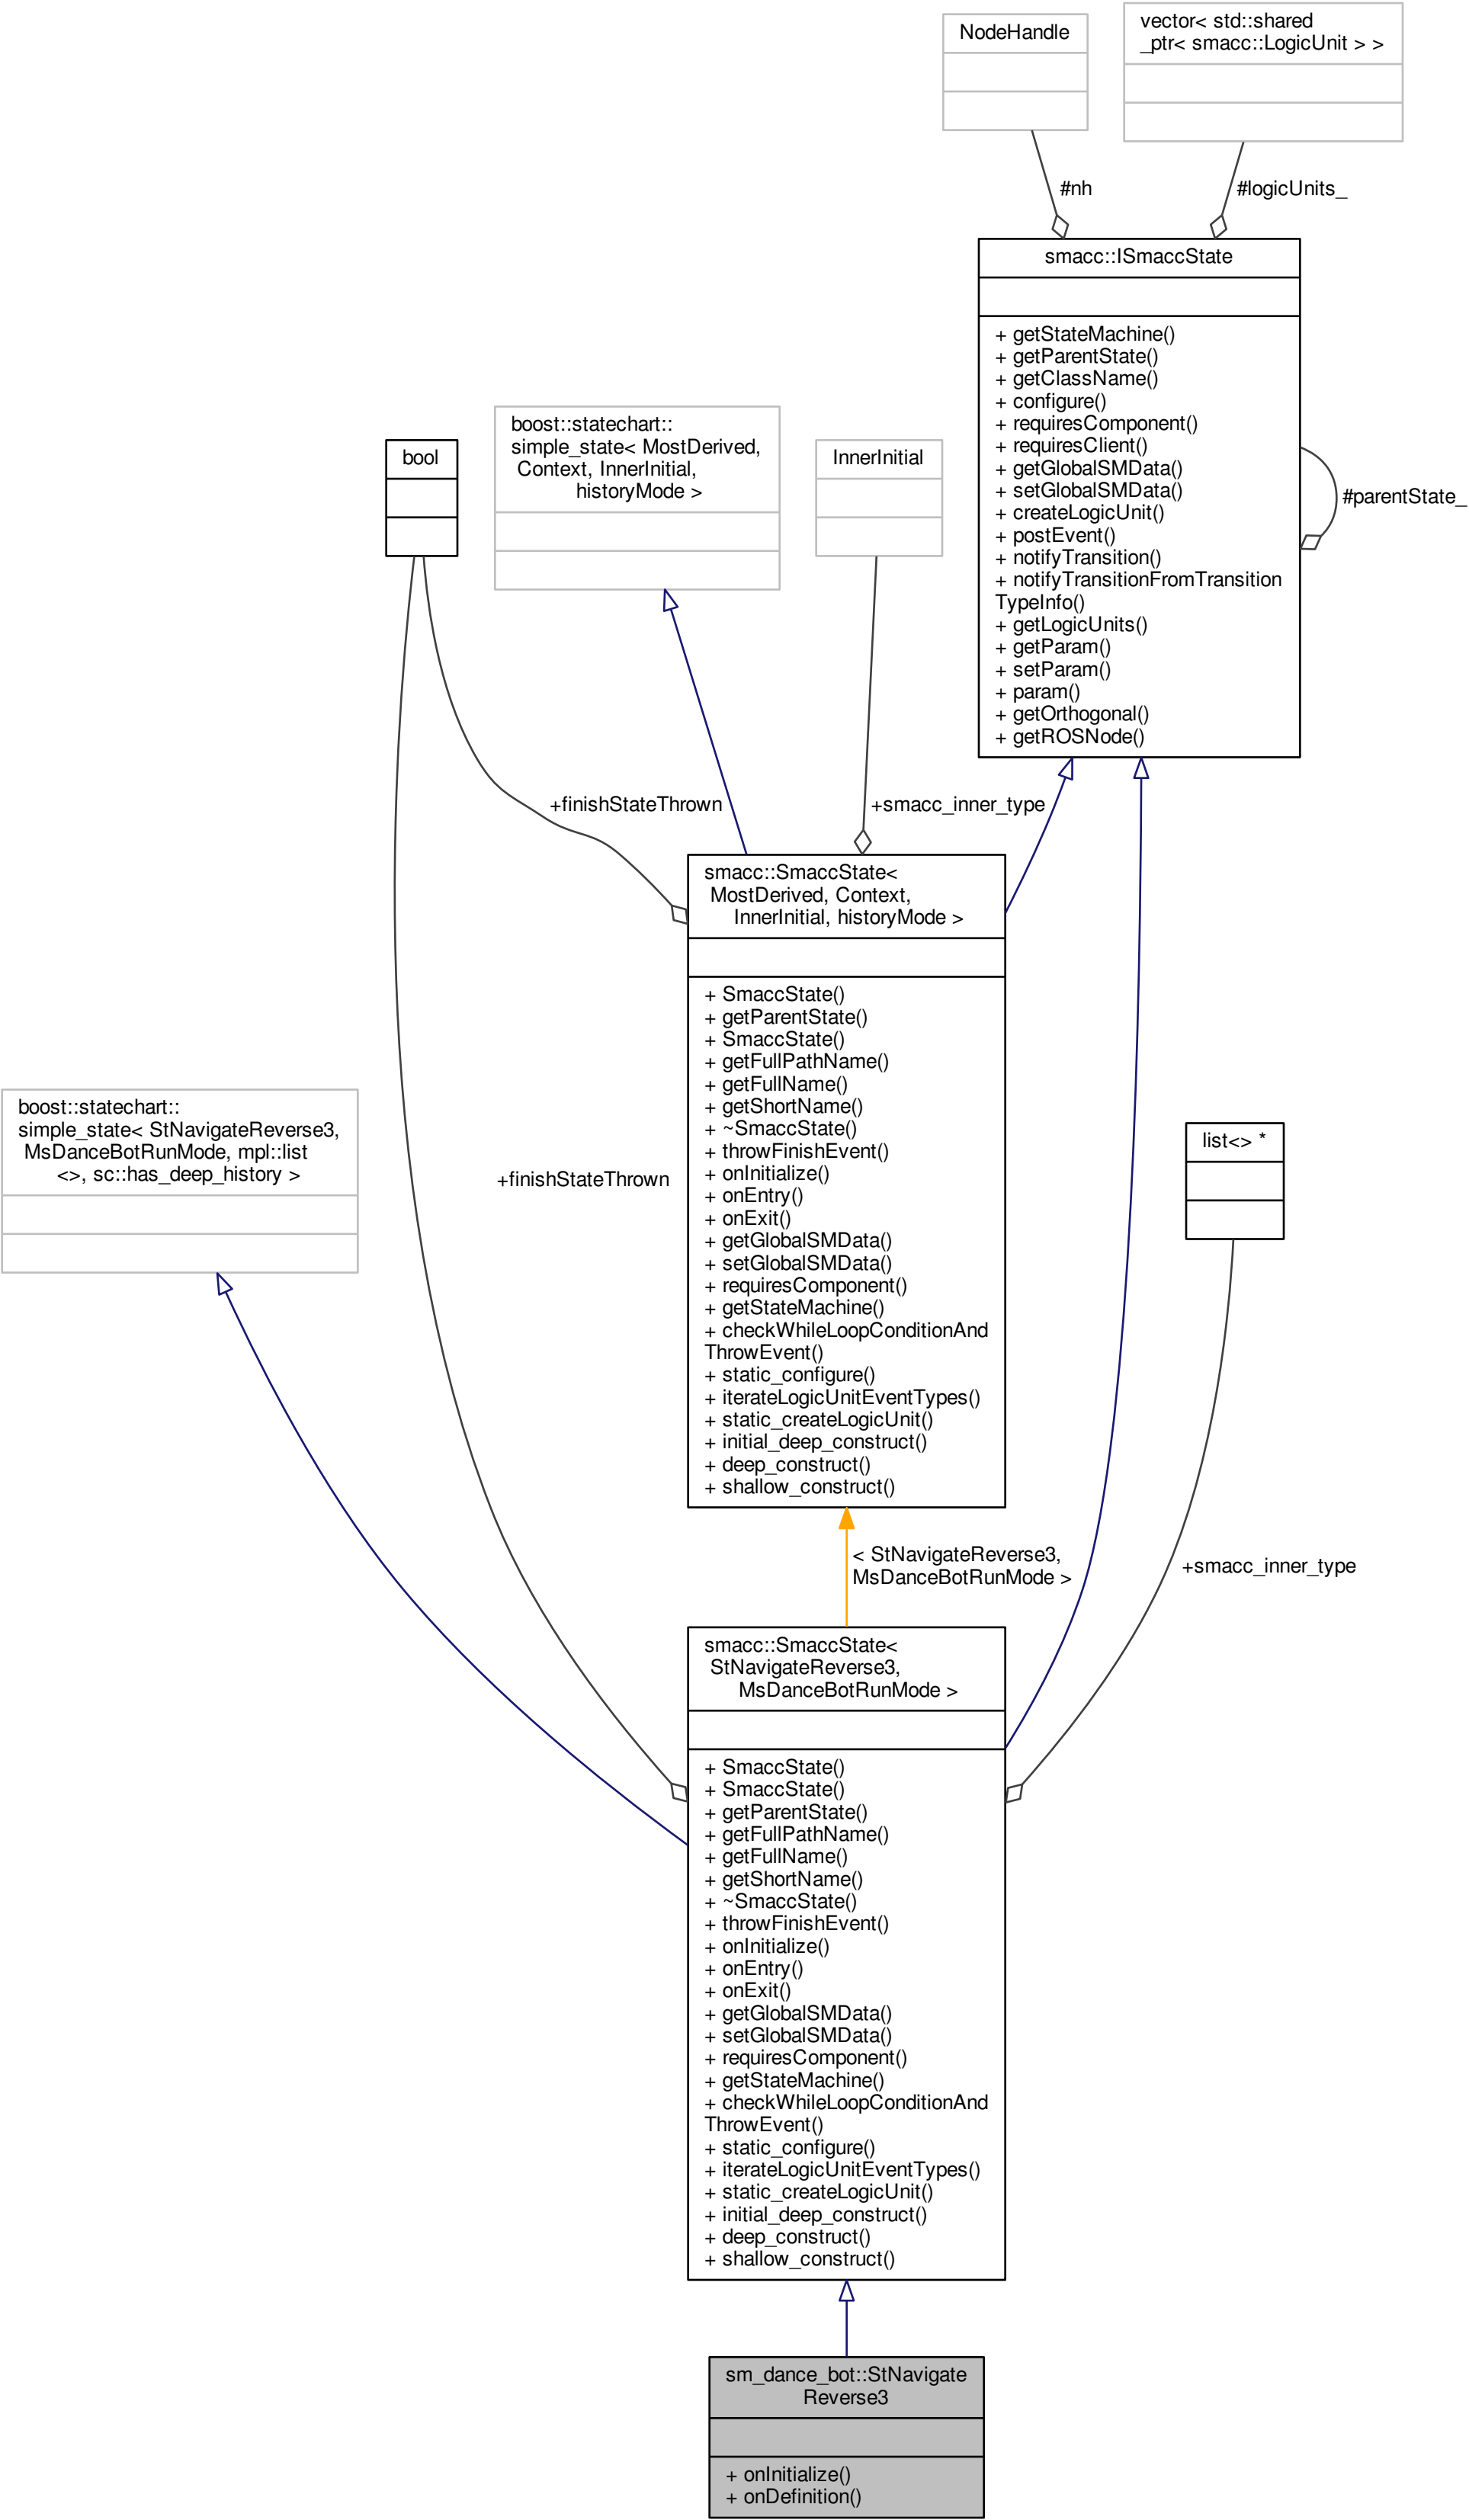 NodeHandle
vector< std::shared
_ptr< smacc::LogicUnit > >
#nh
#logicUnits_
smacc::ISmaccState
+ getStateMachine()
+ getParentState()
+ getClassName()
+ configure()
+ requiresComponent()
+ requiresClient()
+ getGlobalSMData()
+ setGlobalSMData()
+ createLogicUnit()
+ postEvent()
+ notifyTransition()
+ notifyTransitionFromTransition
TypeInfo()
+ getLogicUnits()
+ getParam()
+ setParam()
+ param()
+ getOrthogonal()
+ getROSNode()
#parentState_
bool
boost::statechart::
simple_state< MostDerived,
Context, InnerInitial,
historyMode >
InnerInitial
+finishStateThrown
+smacc_inner_type
smacc::SmaccState<
MostDerived, Context,
InnerInitial, historyMode >
+ SmaccState()
+ getParentState()
+ SmaccState()
+ getFullPathName()
+ getFullName()
+ getShortName()
+ ~SmaccState()
+ throwFinishEvent()
+ onInitialize()
+ onEntry()
+ onExit()
+ getGlobalSMData()
+ setGlobalSMData()
+ requiresComponent()
+ getStateMachine()
+ checkWhileLoopConditionAnd
ThrowEvent()
+ static_configure()
+ iterateLogicUnitEventTypes()
+ static_createLogicUnit()
+ initial_deep_construct()
+ deep_construct()
+ shallow_construct()
boost::statechart::
simple_state< StNavigateReverse3,
MsDanceBotRunMode, mpl::list
<>, sc::has_deep_history >
+finishStateThrown
list<> *
< StNavigateReverse3,
MsDanceBotRunMode >
+smacc_inner_type
smacc::SmaccState<
StNavigateReverse3,
MsDanceBotRunMode >
+ SmaccState()
+ SmaccState()
+ getParentState()
+ getFullPathName()
+ getFullName()
+ getShortName()
+ ~SmaccState()
+ throwFinishEvent()
+ onInitialize()
+ onEntry()
+ onExit()
+ getGlobalSMData()
+ setGlobalSMData()
+ requiresComponent()
+ getStateMachine()
+ checkWhileLoopConditionAnd
ThrowEvent()
+ static_configure()
+ iterateLogicUnitEventTypes()
+ static_createLogicUnit()
+ initial_deep_construct()
+ deep_construct()
+ shallow_construct()
sm_dance_bot::StNavigate
Reverse3
+ onInitialize()
+ onDefinition()